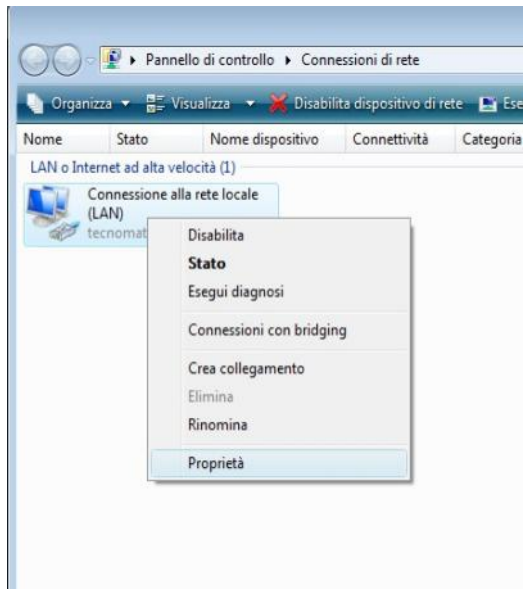 Pannello di controllo Connessioni di rete
Organizza Visualizza Disabilita dispositivo di rete
Nome Stato Nome dispositivo Connettività Categoria
LAN o Internet ad alta velocità (1)
Connessione alla rete locale
(LAN)
tecnomat
Disabilita
Stato
Esegui diagnosi
Connessioni con bridging
Crea collegamento
Elimina
Rinomina
Proprietà